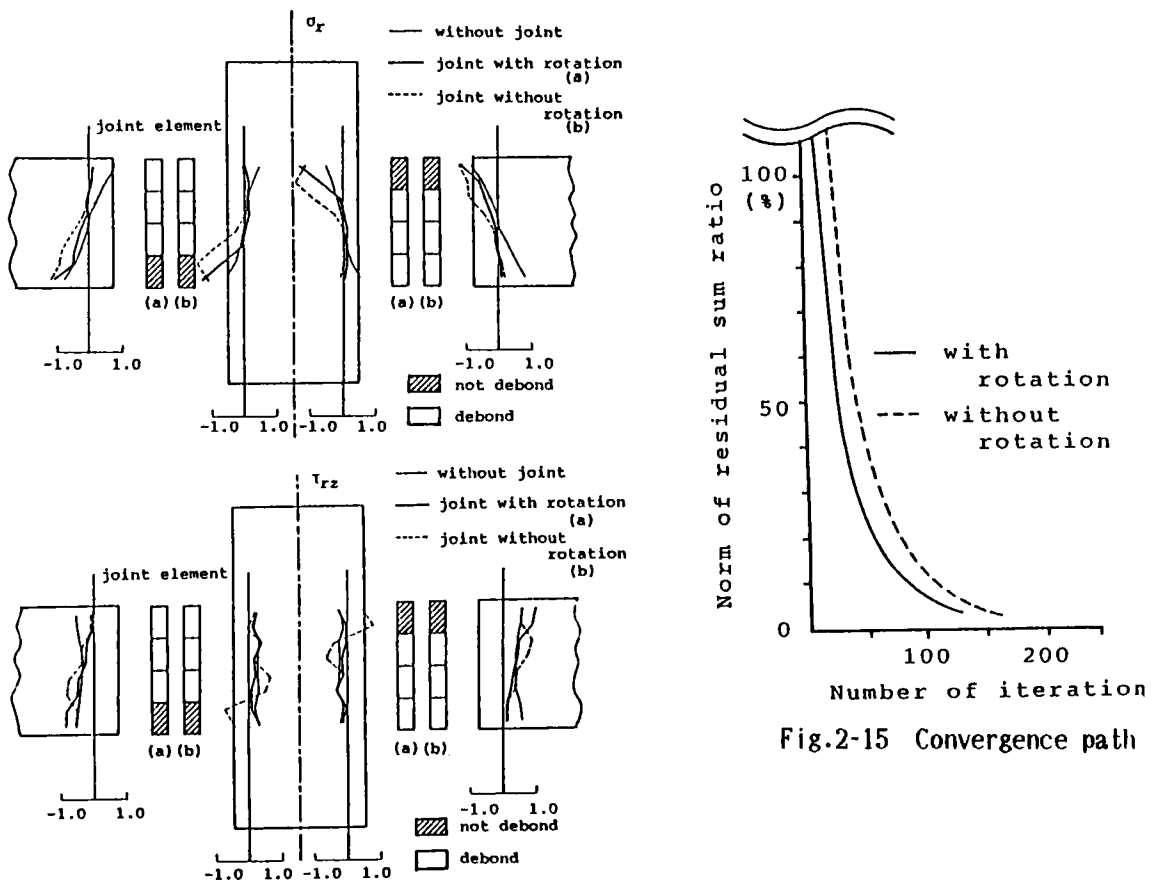 σr
without joint
joint with rotation
(a)
joint without
rotation
(b)
joint element
(a) (b)
(a) (b)
-1.0 1.0
-1.0 1.0
not debond
debond
-1.0 1.0 -1.0 1.0
τrz
without joint
joint with rotation
(a)
joint without
rotation
(b)
joint element
(a) (b)
(a) (b)
-1.0 1.0
-1.0 1.0
not debond
debond
-1.0 1.0 -1.0 1.0
Norm of residual sum ratio
100
(%)
50
0
with
rotation
without
rotation
100 200
Number of iteration
Fig.2-15 Convergence path